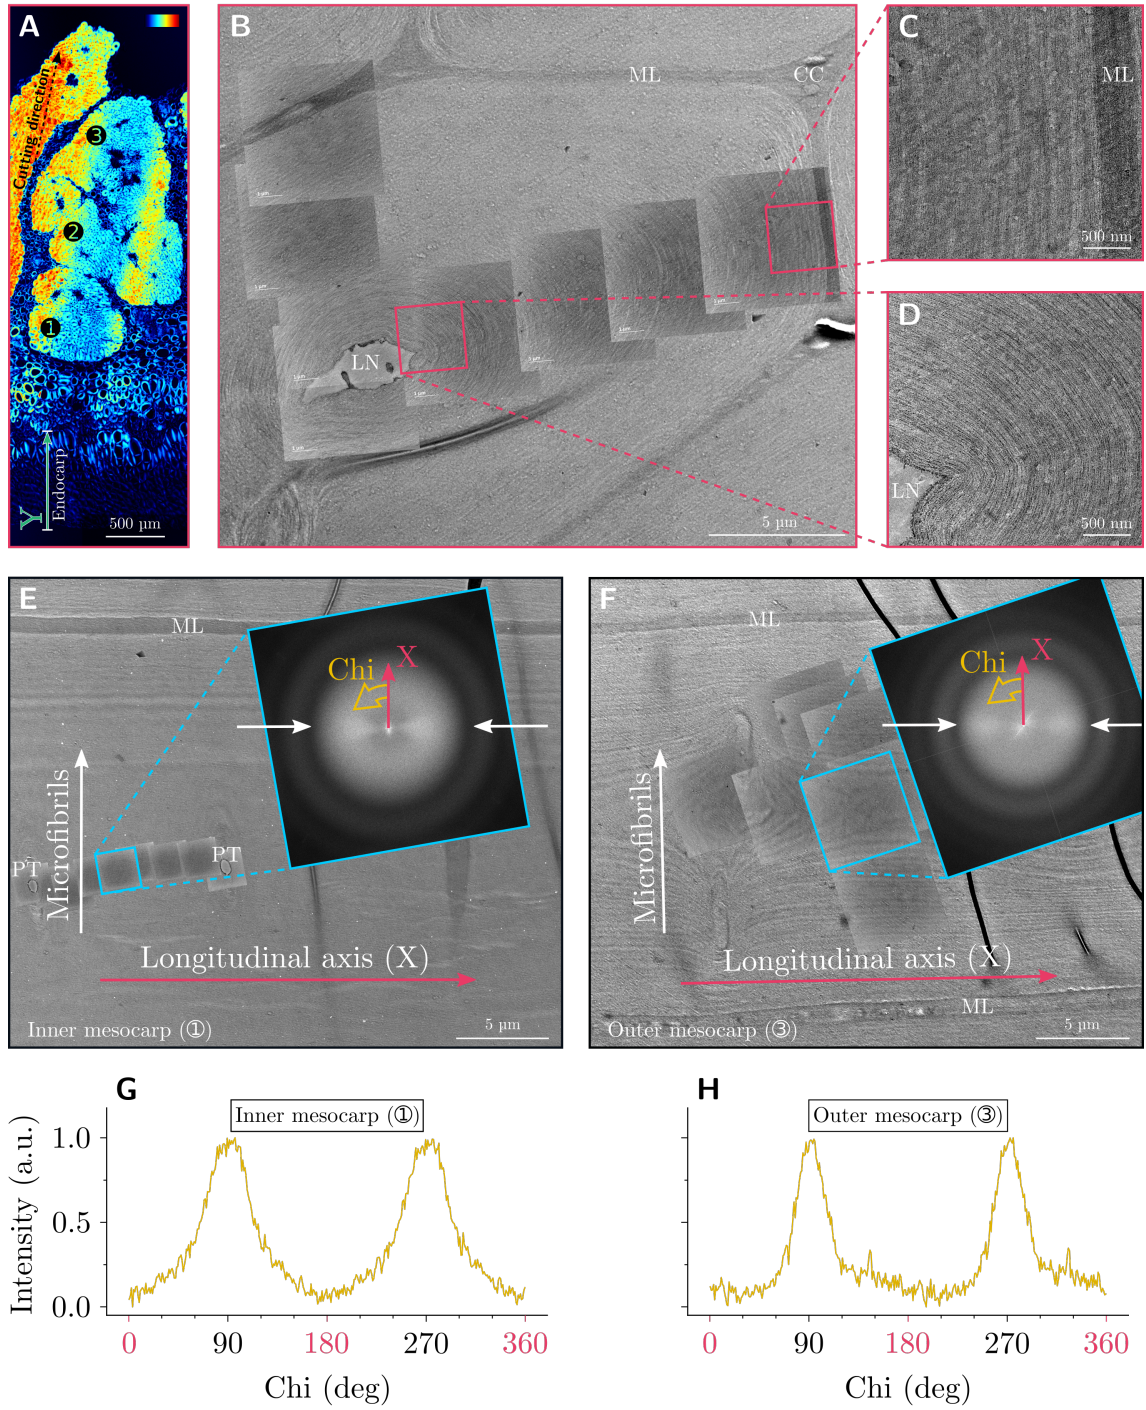 A
Cutting direction
3
2
1
Y
Endocarp
500 µm
B
ML
CC
LN
5 µm
C
ML
500 nm
D
LN
500 nm
E
ML
Chi
X
Microfibrils
PT
PT
Longitudinal axis (X)
Inner mesocarp (①)
5 µm
F
ML
Chi
X
Microfibrils
Longitudinal axis (X)
ML
Outer mesocarp (③)
5 µm
G
Inner mesocarp (①)
Intensity (a.u.)
1.0
0.5
0.0
0 90 180 270 360
Chi (deg)
H
Outer mesocarp (③)
0 90 180 270 360
Chi (deg)